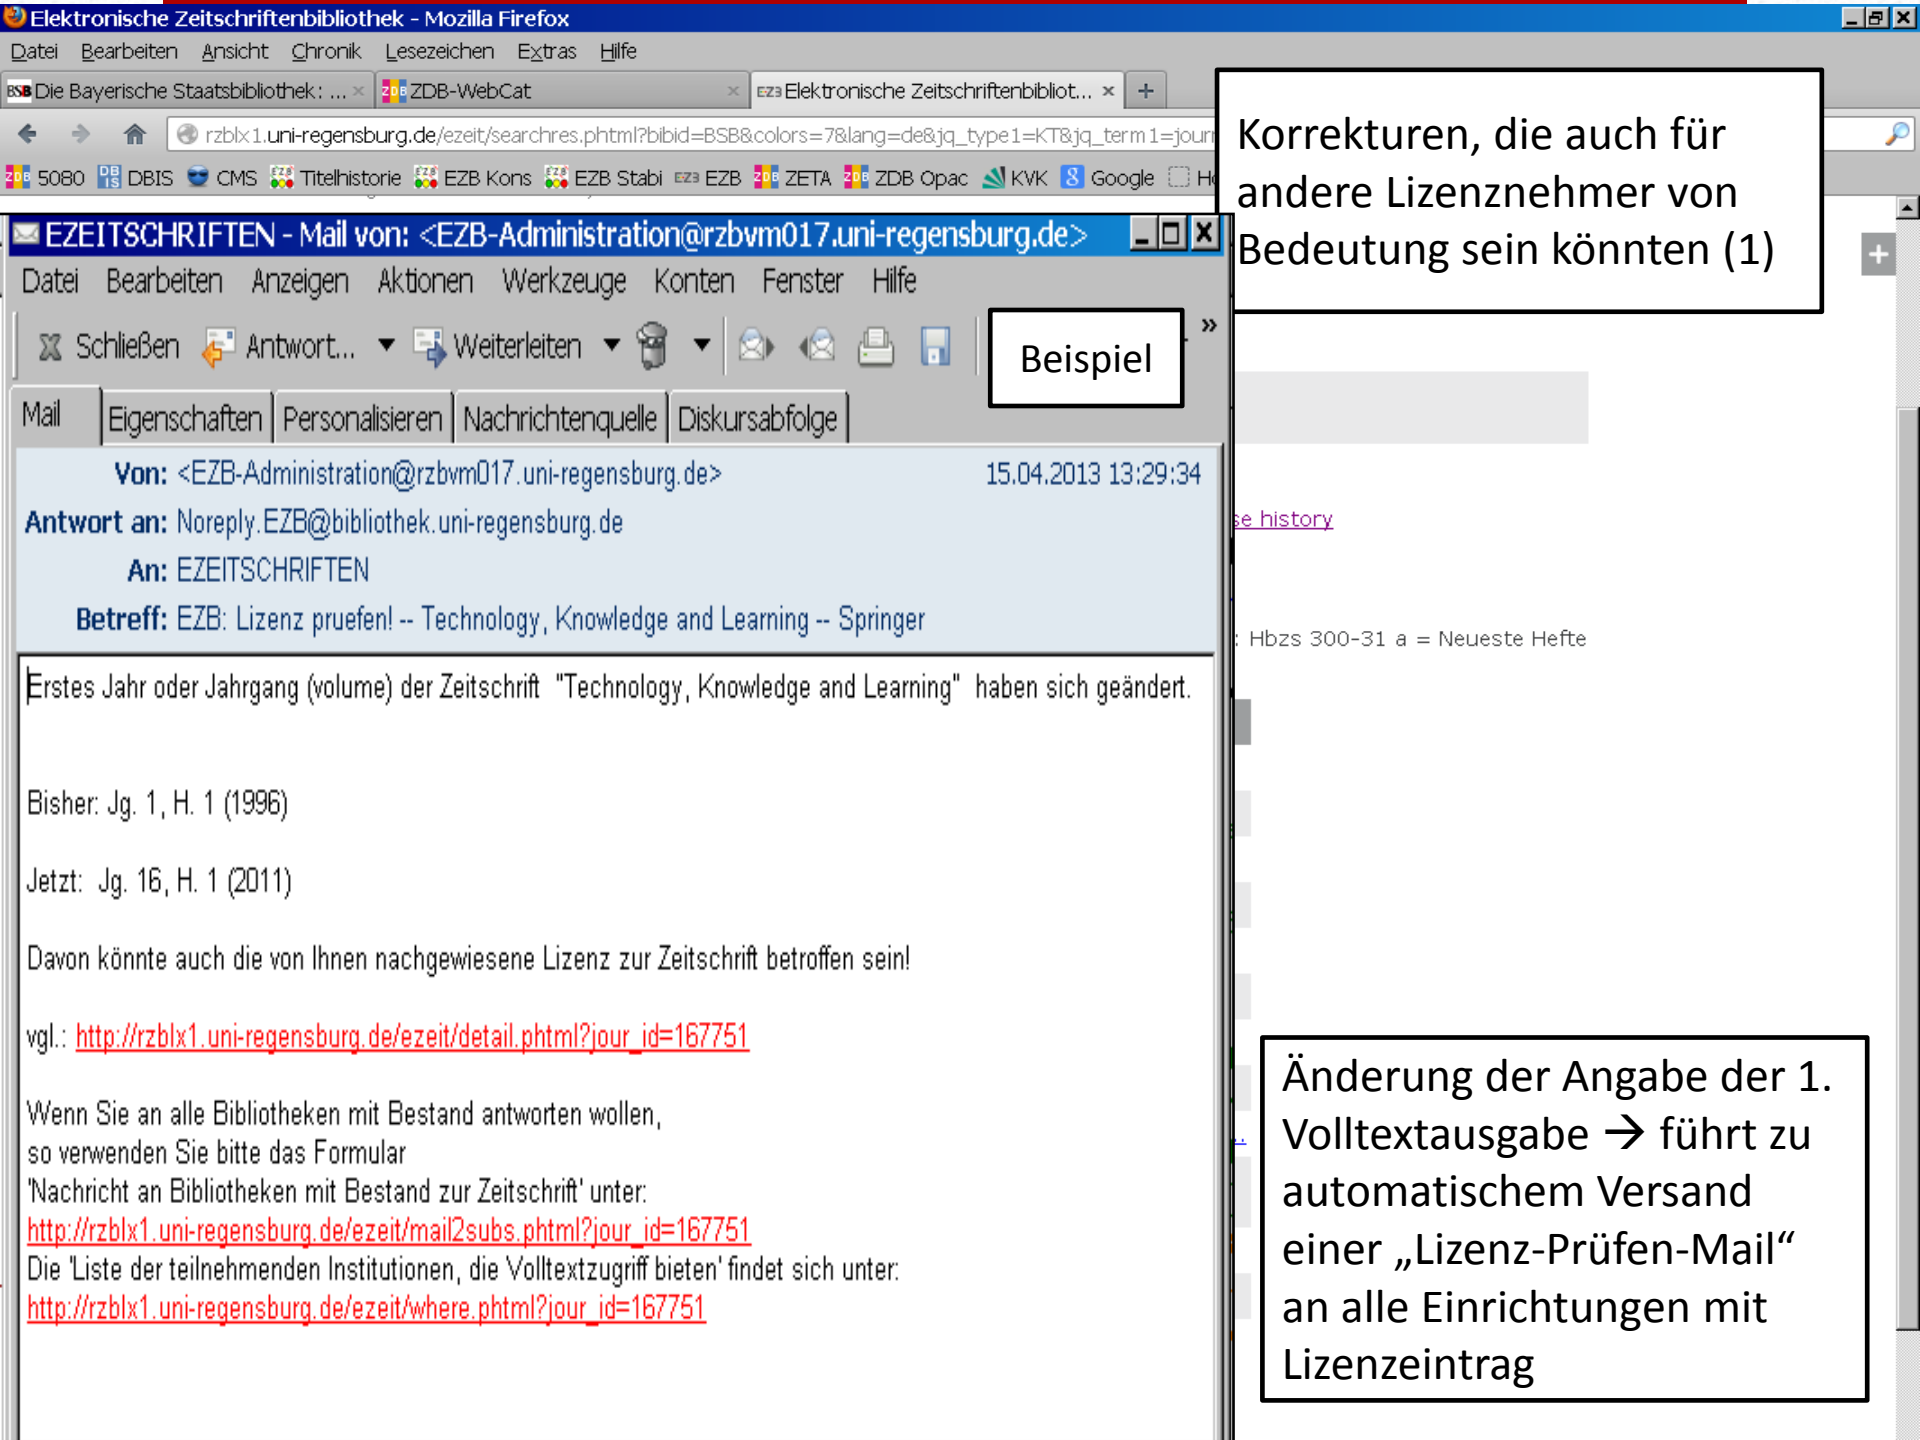 Elektronische Zeitschriftenbibliothek - Mozilla Firefox
Datei Bearbeiten Ansicht Chronik Lesezeichen Extras Hilfe
BSB Die Bayerische Staatsbibliothek: ... ZDB ZDB-WebCat EZB Elektronische Zeitschriftenbibliot...
rzblx1.uni-regensburg.de/ezeit/searchres.phtml?bibid=BSB&colors=7&lang=de&jq_type1=KT&jq_term1=jour
5080 DBIS CMS Titelhistorie EZB Kons EZB Stabi EZB ZETA ZDB Opac KVK Google
Korrekturen, die auch für
andere Lizenznehmer von
Bedeutung sein könnten (1)
EZEITSCHRIFTEN - Mail von: <EZB-Administration@rzbvm017.uni-regensburg.de>
Datei Bearbeiten Anzeigen Aktionen Werkzeuge Konten Fenster Hilfe
Schließen Antwort... Weiterleiten »
Beispiel
Mail Eigenschaften Personalisieren Nachrichtenquelle Diskursabfolge
Von: <EZB-Administration@rzbvm017.uni-regensburg.de> 15.04.2013 13:29:34
Antwort an: Noreply.EZB@bibliothek.uni-regensburg.de
An: EZEITSCHRIFTEN
Betreff: EZB: Lizenz pruefen! -- Technology, Knowledge and Learning -- Springer
se history
: Hbzs 300-31 a = Neueste Hefte
Erstes Jahr oder Jahrgang (volume) der Zeitschrift "Technology, Knowledge and Learning" haben sich geändert.
Bisher: Jg. 1, H. 1 (1996)
Jetzt: Jg. 16, H. 1 (2011)
Davon könnte auch die von Ihnen nachgewiesene Lizenz zur Zeitschrift betroffen sein!
vgl.: http://rzblx1.uni-regensburg.de/ezeit/detail.phtml?jour_id=167751
Wenn Sie an alle Bibliotheken mit Bestand antworten wollen,
so verwenden Sie bitte das Formular
'Nachricht an Bibliotheken mit Bestand zur Zeitschrift' unter:
http://rzblx1.uni-regensburg.de/ezeit/mail2subs.phtml?jour_id=167751
Die 'Liste der teilnehmenden Institutionen, die Volltextzugriff bieten' findet sich unter:
http://rzblx1.uni-regensburg.de/ezeit/where.phtml?jour_id=167751
Änderung der Angabe der 1.
Volltextausgabe → führt zu
automatischem Versand
einer „Lizenz-Prüfen-Mail“
an alle Einrichtungen mit
Lizenzeintrag